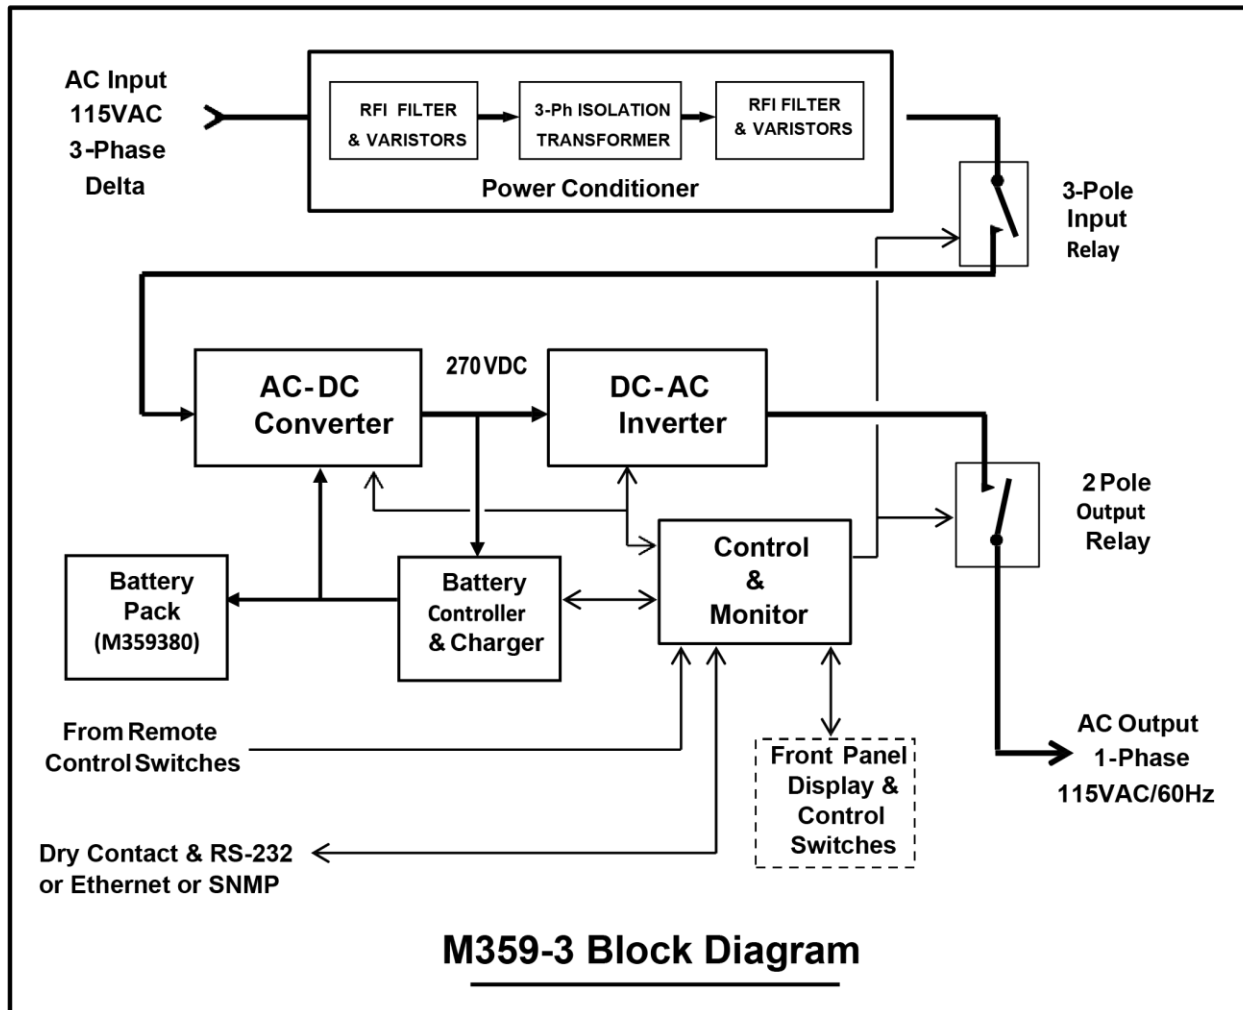 AC Input
115VAC
3-Phase
Delta
RFI FILTER
& VARISTORS
3-Ph ISOLATION
TRANSFORMER
RFI FILTER
& VARISTORS
Power Conditioner
3-Pole
Input
Relay
AC-DC
Converter
270 VDC
DC-AC
Inverter
2 Pole
Output
Relay
Battery
Pack
(M359380)
Battery
Controller
& Charger
Control
&
Monitor
From Remote
Control Switches
Front Panel
Display &
Control
Switches
AC Output
1-Phase
115VAC/60Hz
Dry Contact & RS-232
or Ethernet or SNMP
M359-3 Block Diagram